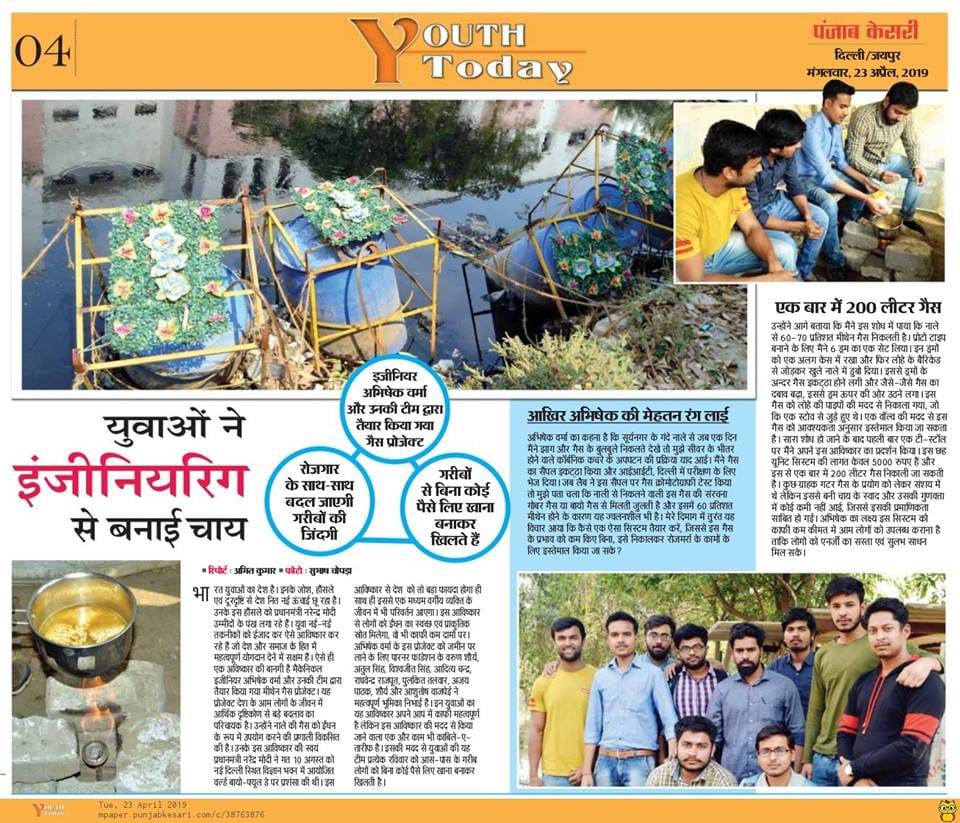 04
YOUTH
Today
पंजाब केसरी
दिल्ली/जयपुर
मंगलवार, 23 अप्रैल, 2019
युवाओं ने
इंजीनियरिंग
से बनाई चाय
इंजीनियर
अभिषेक वर्मा
और उनकी टीम द्वारा
तैयार किया गया
गैस प्रोजेक्ट
रोजगार
के साथ-साथ
बदल जाएगी
गरीबों की
जिंदगी
गरीबों
से बिना कोई
पैसे लिए खाना
बनाकर
खिलते हैं
▪ रिपोर्ट : अमित कुमार ▪ फोटो : सुभाष चोपड़ा
भारत युवाओं का देश है। इनके जोश, हौंसले
एवं दूरदृष्टि से देश नित नई ऊंचाई छू रहा है।
उनके इस हौंसले को प्रधानमंत्री नरेन्द्र मोदी
उम्मीदों के पंख लगा रहे हैं। युवा नई-नई
तकनीकों को ईजाद कर ऐसे आविष्कार कर
रहे हैं जो देश और समाज के हित में
महत्वपूर्ण योगदान देने में सक्षम हैं। ऐसे ही
एक अविष्कार की बानगी है मैकेनिकल
इंजीनियर अभिषेक वर्मा और उनकी टीम द्वारा
तैयार किया गया मीथेन गैस प्रोजेक्ट। यह
प्रोजेक्ट देश के आम लोगों के जीवन में
आर्थिक दृष्टिकोण से बड़े बदलाव का
परिचायक है। उन्होंने नाले की गैस को ईंधन
के रूप में उपयोग करने की प्रणाली विकसित
की है। उनके इस आविष्कार की स्वयं
प्रधानमंत्री नरेंद्र मोदी ने गत 10 अगस्त को
नई दिल्ली स्थित विज्ञान भवन में आयोजित
वर्ल्ड बायो-फ्यूल डे पर प्रशंसा की थी। इस
आविष्कार से देश को तो बड़ा फायदा होगा ही
साथ ही इससे एक मध्यम वर्गीय व्यक्ति के
जीवन में भी परिवर्तन आएगा। इस आविष्कार
से लोगों को ईंधन का स्वच्छ एवं प्राकृतिक
स्रोत मिलेगा, वो भी काफी कम दामों पर।
अभिषेक वर्मा के इस प्रोजेक्ट को जमीन पर
लाने के लिए पारनर फांडेशन के वरुण शौर्य,
अतुल सिंह, विश्वजीत सिंह, आदित्य चन्द्र,
राघवेन्द्र राजपूत, पुलकित तलवार, अजय
पाठक, शौर्य और आशुतोष वाजपेई ने
महत्वपूर्ण भूमिका निभाई है। इन युवाओं का
यह आविष्कार अपने आप में काफी महत्वपूर्ण
है लेकिन इस आविष्कार की मदद से किया
जाने वाला एक और काम भी काबिले-ए-
तारीफ है। इसकी मदद से युवाओं की यह
टीम प्रत्येक रविवार को आस-पास के गरीब
लोगों को बिना कोई पैसे लिए खाना बनाकर
खिलती है।
आखिर अभिषेक की मेहतन रंग लाई
अभिषेक वर्मा का कहना है कि सूर्यनगर के गंदे नाले से जब एक दिन
मैंने झाग और गैस के बुलबुले निकलते देखे तो मुझे सीवर के भीतर
होने वाले कॉर्बनिक कचरे के अपघटन की प्रक्रिया याद आई। मैंने गैस
का सैंपल इकट्ठा किया और आईआईटी, दिल्ली में परीक्षण के लिए
भेज दिया। जब लैब ने इस सैंपल पर गैस क्रोमोटोग्राफी टेस्ट किया
तो मुझे पता चला कि नाली से निकलने वाली इस गैस की संरचना
गोबर गैस या बायो गैस से मिलती जुलती है और इसमें 60 प्रतिशत
मीथेन होने के कारण यह ज्वलनशील भी है। मेरे दिमाग में तुरंत यह
विचार आया कि कैसे एक ऐसा सिस्टम तैयार करें, जिससे इस गैस
के प्रभाव को कम किए बिना, इसे निकालकर रोजमर्रा के कामों के
लिए इस्तेमाल किया जा सके?
एक बार में 200 लीटर गैस
उन्होंने आगे बताया कि मैंने इस शोध में पाया कि नाले
से 60-70 प्रतिशत मीथेन गैस निकलती है। प्रोटो टाइप
बनाने के लिए मैंने 6 ड्रम का एक सेट लिया। इन ड्रमों
को एक अलग केस में रखा और फिर लोहे के बैरिकेड
से जोड़कर खुले नाले में डुबो दिया। इससे ड्रमों के
अन्दर गैस इकट्ठा होने लगी और जैसे-जैसे गैस का
दबाव बढ़ा, इससे ड्रम ऊपर की ओर उठने लगा। इस
गैस को लोहे की पाइपों की मदद से निकाला गया, जो
कि एक स्टोव से जुड़े हुए थे। एक वॉल्व की मदद से इस
गैस को आवश्यकता अनुसार इस्तेमाल किया जा सकता
है। सारा शोध हो जाने के बाद पहली बार एक टी-स्टॉल
पर मैंने अपने इस आविष्कार का प्रदर्शन किया। इस छह
यूनिट सिस्टम की लागत केवल 5000 रुपए हैं और
इस से एक बार में 200 लीटर गैस निकाली जा सकती
है। कुछ ग्राहक गटर गैस के प्रयोग को लेकर संशय में
थे लेकिन इससे बनी चाय के स्वाद और उसकी गुणवत्ता
में कोई कमी नहीं आई, जिससे इसकी प्रमाणिकता
साबित हो गई। अभिषेक का लक्ष्य इस सिस्टम को
काफी कम कीमत में आम लोगों को उपलब्ध कराना है
ताकि लोगों को एनर्जी का सस्ता एवं सुलभ साधन
मिल सके।
YOUTH
Today
Tue, 23 April 2019
mpaper.punjabkesari.com/c/38763876